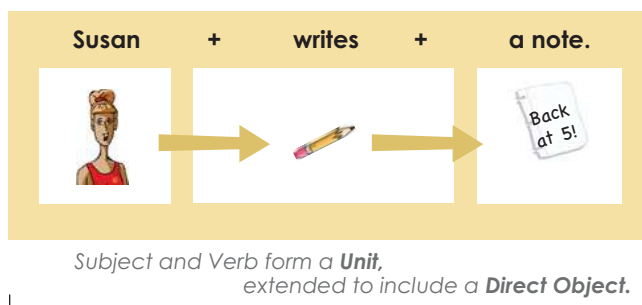 Susan + writes + a note.
Back
at 5!
Subject and Verb form a Unit,
extended to include a Direct Object.